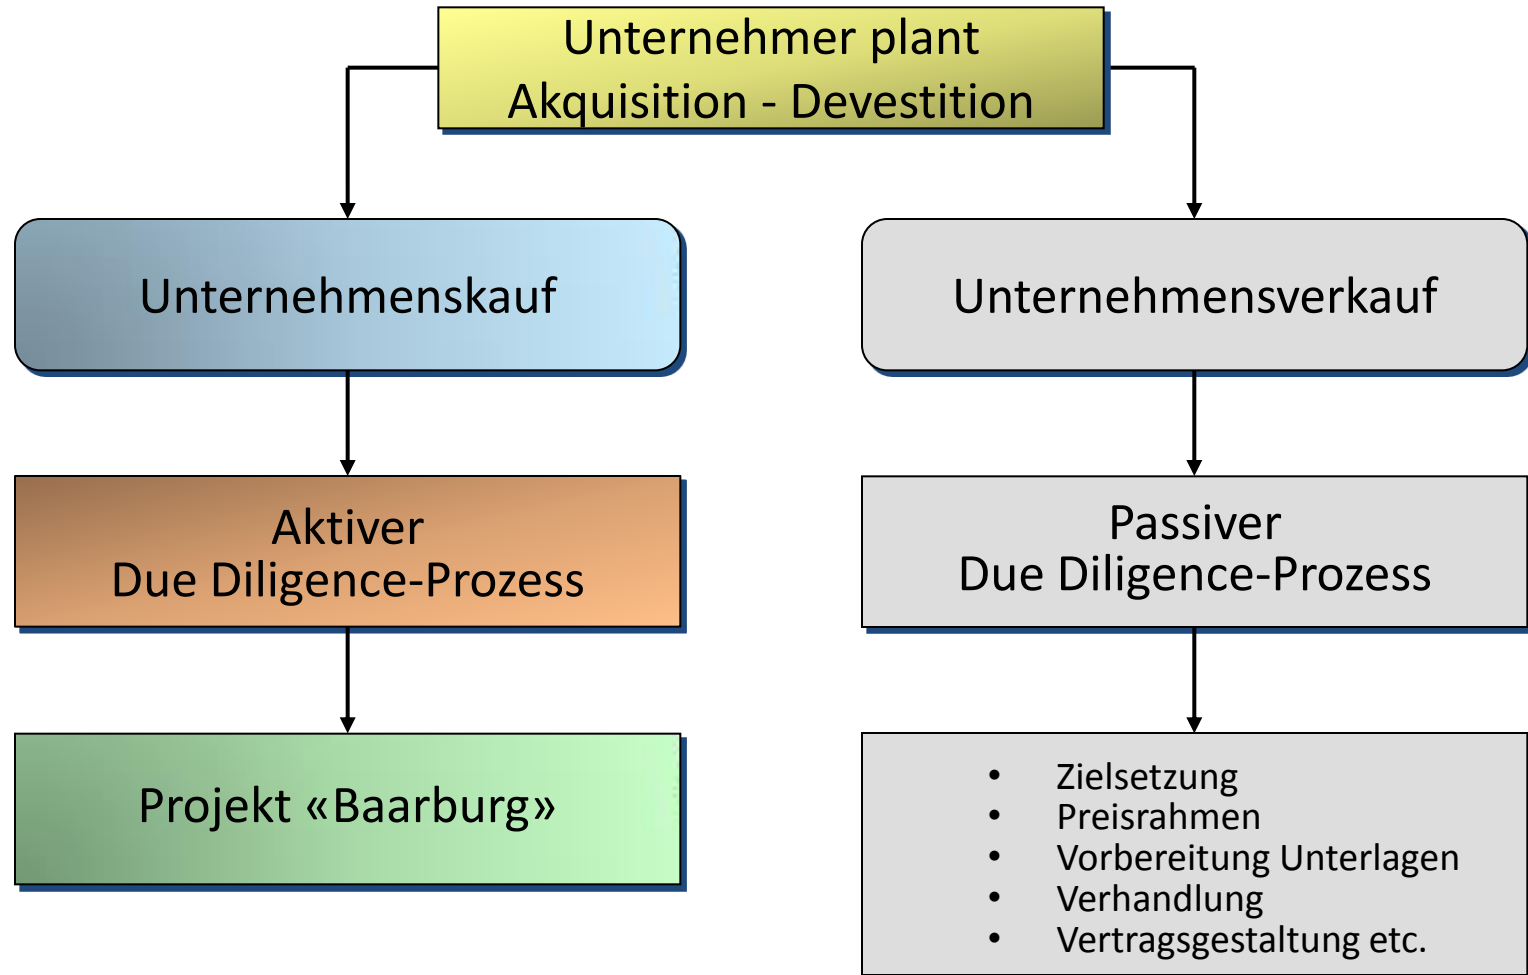 Unternehmer plant
Akquisition - Devestition
Unternehmenskauf
Unternehmensverkauf
Aktiver
Due Diligence-Prozess
Passiver
Due Diligence-Prozess
Projekt «Baarburg»
• Zielsetzung
• Preisrahmen
• Vorbereitung Unterlagen
• Verhandlung
• Vertragsgestaltung etc.